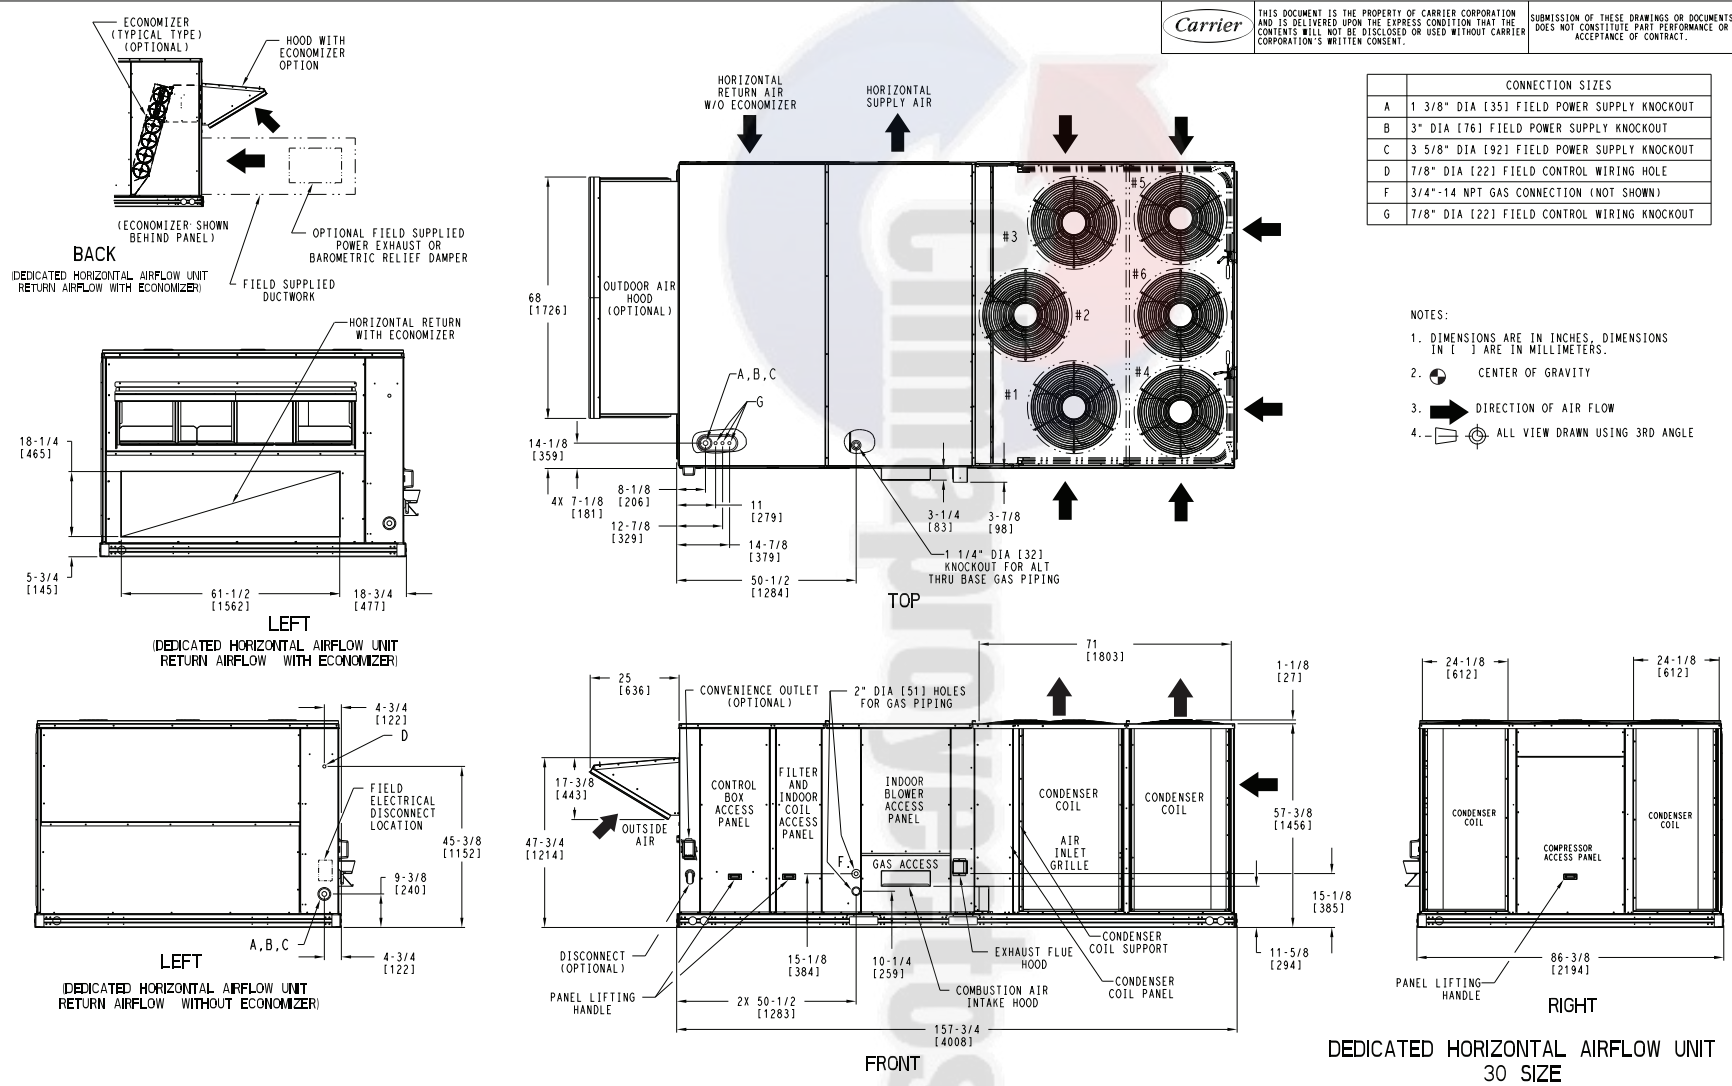 Carrier
THIS DOCUMENT IS THE PROPERTY OF CARRIER CORPORATION
AND IS DELIVERED UPON THE EXPRESS CONDITION THAT THE
CONTENTS WILL NOT BE DISCLOSED OR USED WITHOUT CARRIER
CORPORATION'S WRITTEN CONSENT.
SUBMISSION OF THESE DRAWINGS OR DOCUMENTS
DOES NOT CONSTITUTE PART PERFORMANCE OR
ACCEPTANCE OF CONTRACT.
ECONOMIZER
(TYPICAL TYPE)
(OPTIONAL)
HOOD WITH
ECONOMIZER
OPTION
(ECONOMIZER SHOWN
BEHIND PANEL)
OPTIONAL FIELD SUPPLIED
POWER EXHAUST OR
BAROMETRIC RELIEF DAMPER
FIELD SUPPLIED
DUCTWORK
BACK
(DEDICATED HORIZONTAL AIRFLOW UNIT
RETURN AIRFLOW WITH ECONOMIZER)
HORIZONTAL
RETURN AIR
W/O ECONOMIZER
HORIZONTAL
SUPPLY AIR
CONNECTION SIZES
A 1 3/8" DIA [35] FIELD POWER SUPPLY KNOCKOUT
B 3" DIA [76] FIELD POWER SUPPLY KNOCKOUT
C 3 5/8" DIA [92] FIELD POWER SUPPLY KNOCKOUT
D 7/8" DIA [22] FIELD CONTROL WIRING HOLE
F 3/4"-14 NPT GAS CONNECTION (NOT SHOWN)
G 7/8" DIA [22] FIELD CONTROL WIRING KNOCKOUT
NOTES:
1. DIMENSIONS ARE IN INCHES, DIMENSIONS
IN [ ] ARE IN MILLIMETERS.
2. CENTER OF GRAVITY
3. DIRECTION OF AIR FLOW
4. ALL VIEW DRAWN USING 3RD ANGLE
OUTDOOR AIR
HOOD
(OPTIONAL)
68
[1726]
#3
#5
#2
#6
#1
#4
A,B,C
G
14-1/8
[359]
4X 7-1/8
[181]
8-1/8
[206]
11
[279]
12-7/8
[329]
14-7/8
[379]
50-1/2
[1284]
3-1/4
[83]
3-7/8
[98]
1 1/4" DIA [32]
KNOCKOUT FOR ALT
THRU BASE GAS PIPING
TOP
HORIZONTAL RETURN
WITH ECONOMIZER
18-1/4
[465]
5-3/4
[145]
61-1/2
[1562]
18-3/4
[477]
LEFT
(DEDICATED HORIZONTAL AIRFLOW UNIT
RETURN AIRFLOW WITH ECONOMIZER)
4-3/4
[122]
D
FIELD
ELECTRICAL
DISCONNECT
LOCATION
45-3/8
[1152]
9-3/8
[240]
A,B,C
4-3/4
[122]
LEFT
(DEDICATED HORIZONTAL AIRFLOW UNIT
RETURN AIRFLOW WITHOUT ECONOMIZER)
25
[636]
CONVENIENCE OUTLET
(OPTIONAL)
2" DIA [51] HOLES
FOR GAS PIPING
71
[1803]
1-1/8
[27]
17-3/8
[443]
47-3/4
[1214]
OUTSIDE
AIR
CONTROL
BOX
ACCESS
PANEL
FILTER
AND
INDOOR
COIL
ACCESS
PANEL
INDOOR
BLOWER
ACCESS
PANEL
F
GAS ACCESS
CONDENSER
COIL
AIR
INLET
GRILLE
CONDENSER
COIL
57-3/8
[1456]
15-1/8
[385]
11-5/8
[294]
DISCONNECT
(OPTIONAL)
PANEL LIFTING
HANDLE
15-1/8
[384]
10-1/4
[259]
2X 50-1/2
[1283]
EXHAUST FLUE
HOOD
COMBUSTION AIR
INTAKE HOOD
CONDENSER
COIL SUPPORT
CONDENSER
COIL PANEL
157-3/4
[4008]
FRONT
24-1/8
[612]
24-1/8
[612]
CONDENSER
COIL
COMPRESSOR
ACCESS PANEL
CONDENSER
COIL
86-3/8
[2194]
PANEL LIFTING
HANDLE
RIGHT
DEDICATED HORIZONTAL AIRFLOW UNIT
30 SIZE
Climaproyectos